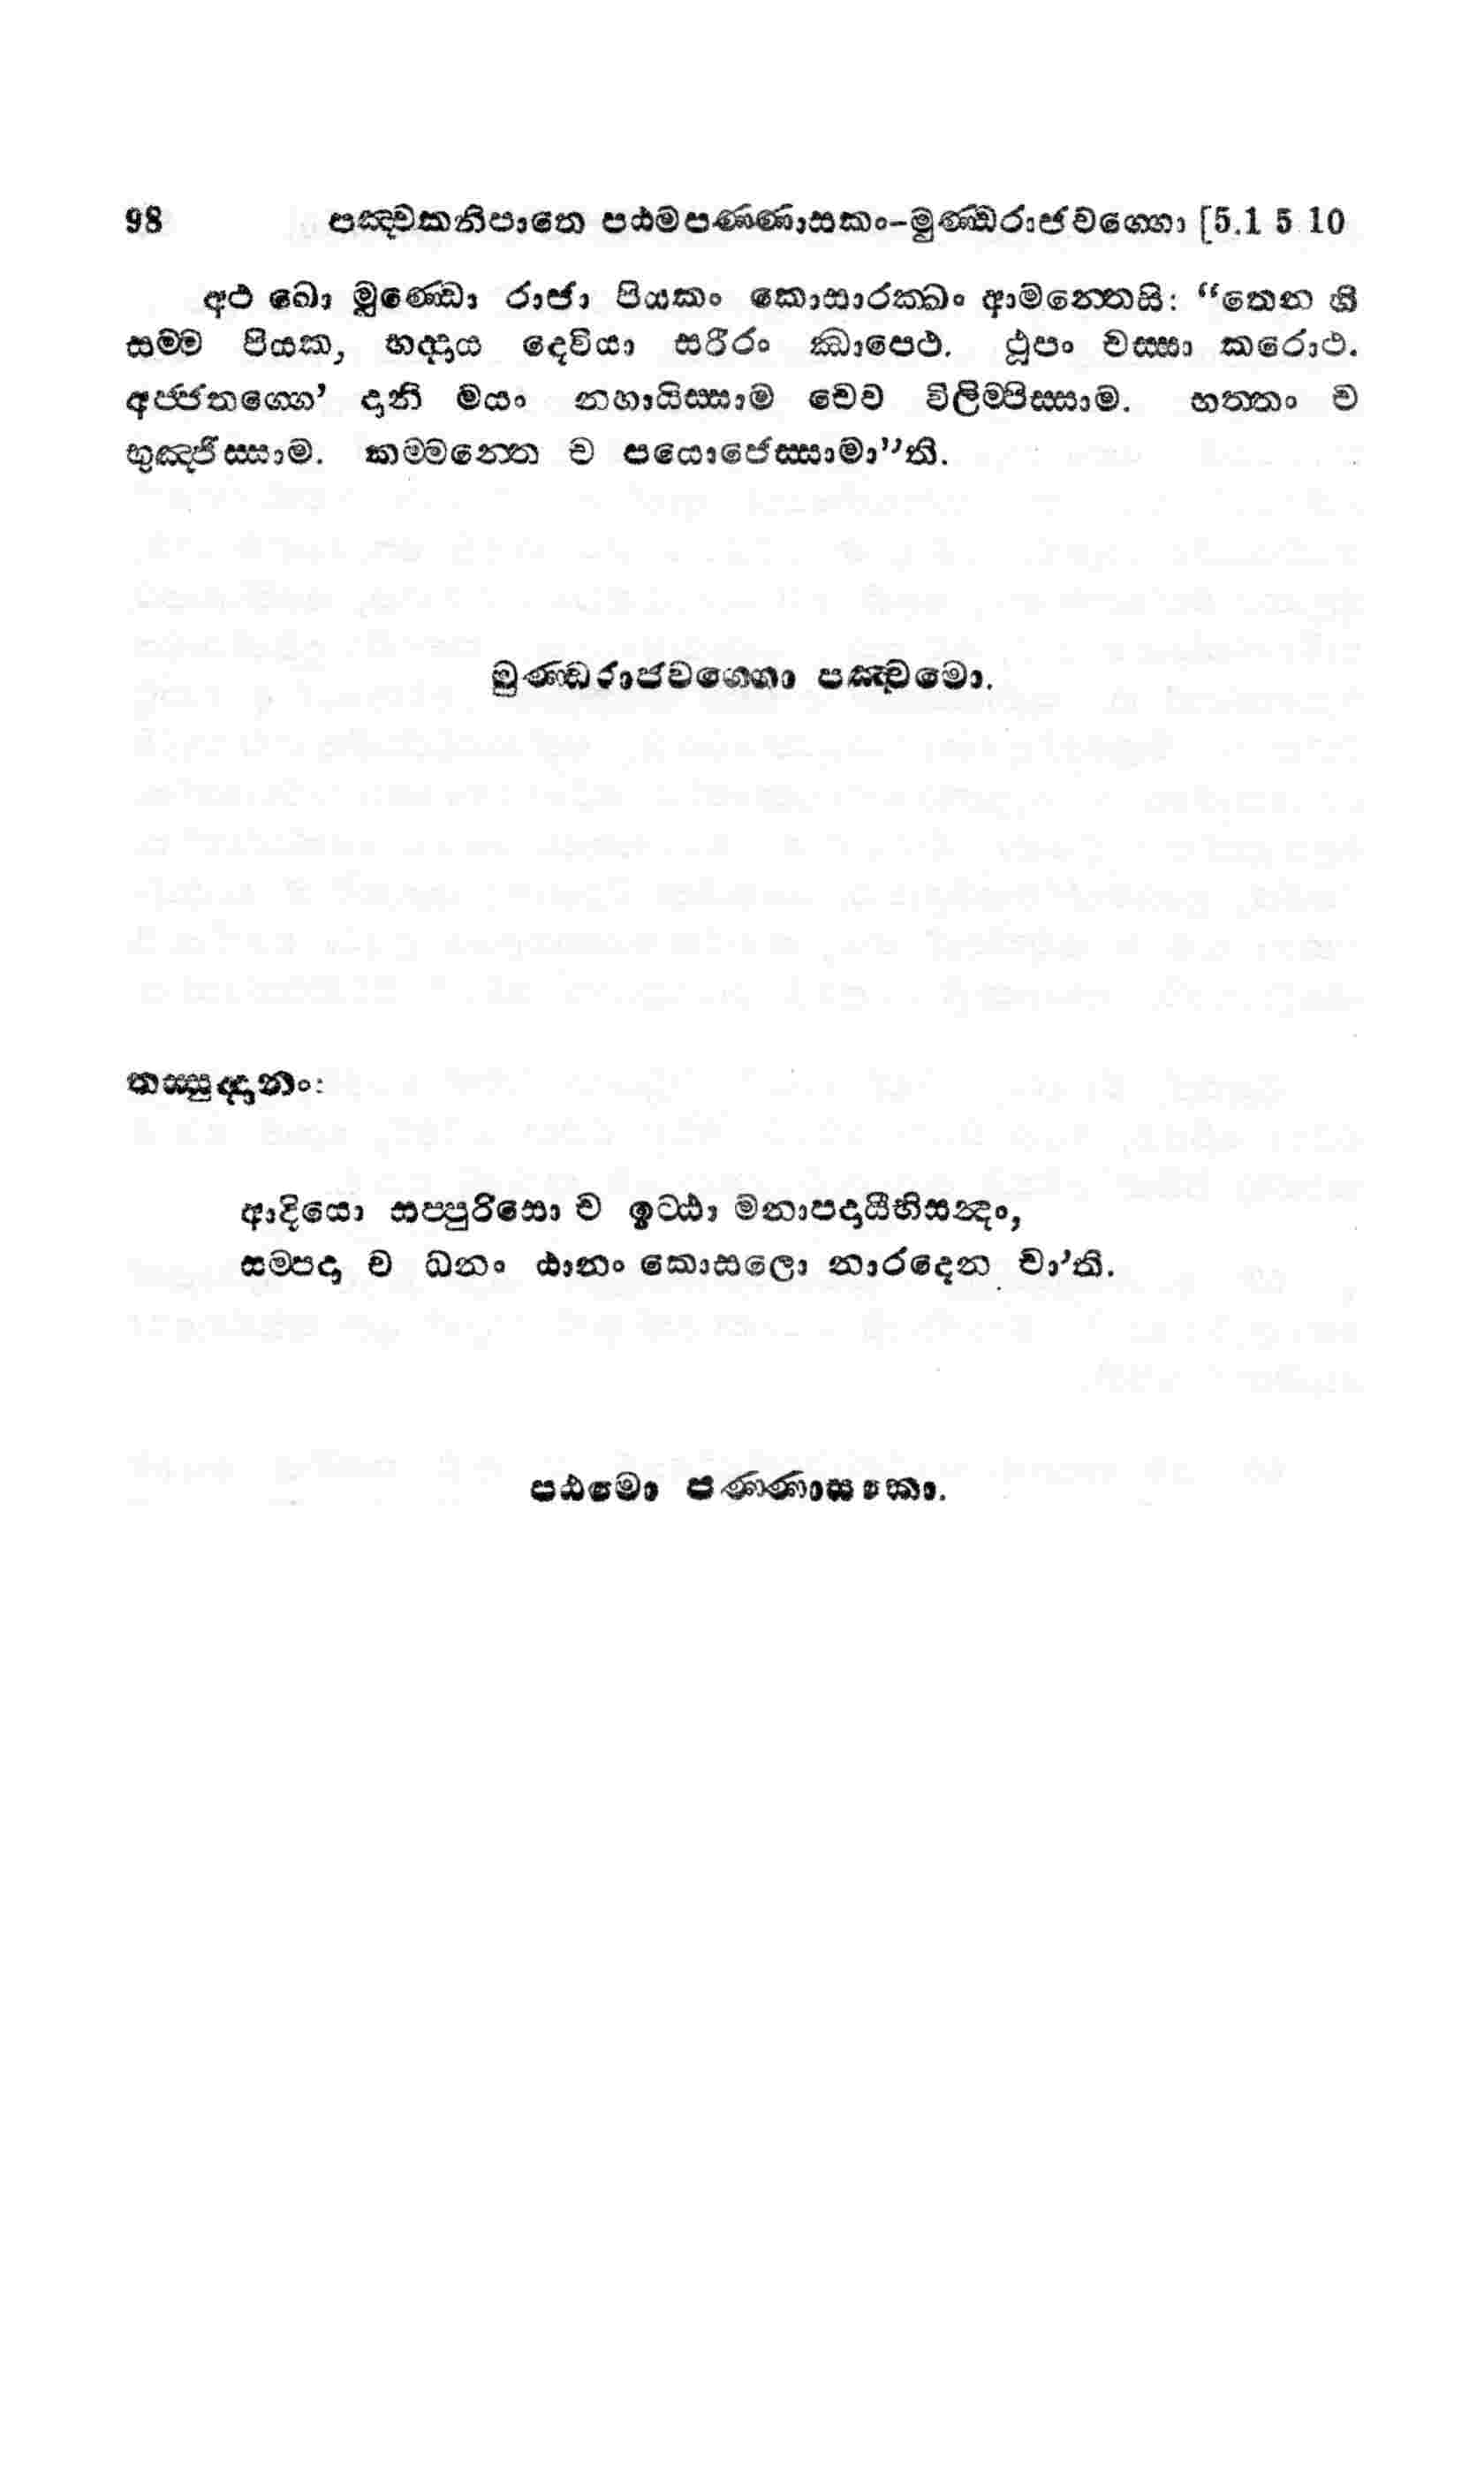 98 පඤ්චකනිපාතෙ පඨමපණ්ණාසකං-මුණ්ඩරාජවග්ගො [5.1 5 10
අථ ඛො මුණ්ඩො රාජා පියකං කොසාරක්ඛං ආමන්තෙසි: “තෙන හි
සම්ම පියක, භද්දාය දෙවියා සරීරං ඣාපෙථ. ථූපං චස්සා කරොථ.
අජ්ජතග්ගෙ’ දානි මයං නහායිස්සාම චෙව විලිම්පිස්සාම. භත්තං ච
භුඤ්ජිස්සාම. කම්මන්තෙ ච පයොජෙස්සාමා”ති.
මුණ්ඩරාජවග්ගො පඤ්චමො.
තස්සුද්දානං:
ආදියො සප්පුරිසො ච ඉට්ඨා මනාපදායීභිසන්දං,
සම්පදා ච ධනං ඨානං කොසලො නාරදෙන චා’ති.
පඨමො පණ්ණාසකො.